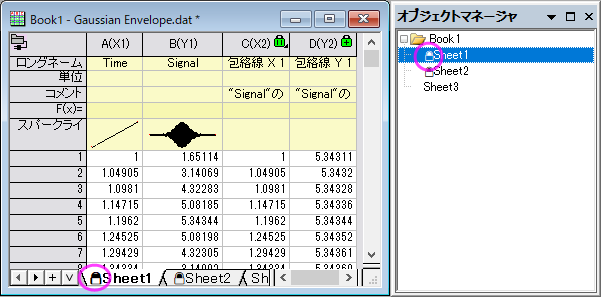 Book1 - Gaussian Envelope.dat *
A(X1) B(Y1) C(X2) D(Y2)
ロングネーム Time Signal 包絡線 X 1 包絡線 Y 1
単位
コメント "Signal"の "Signal"の
F(x)=
スパークライ
1 1 1.65114 1 5.34311
2 1.04905 3.14069 1.04905 5.3432
3 1.0981 4.32283 1.0981 5.34328
4 1.14715 5.08185 1.14715 5.34336
5 1.1962 5.34344 1.1962 5.34344
6 1.24525 5.08198 1.24525 5.34352
7 1.29429 4.32305 1.29429 5.34361
Sheet1 Sheet2 Sh
オブジェクトマネージャ
Book1
Sheet1
Sheet2
Sheet3